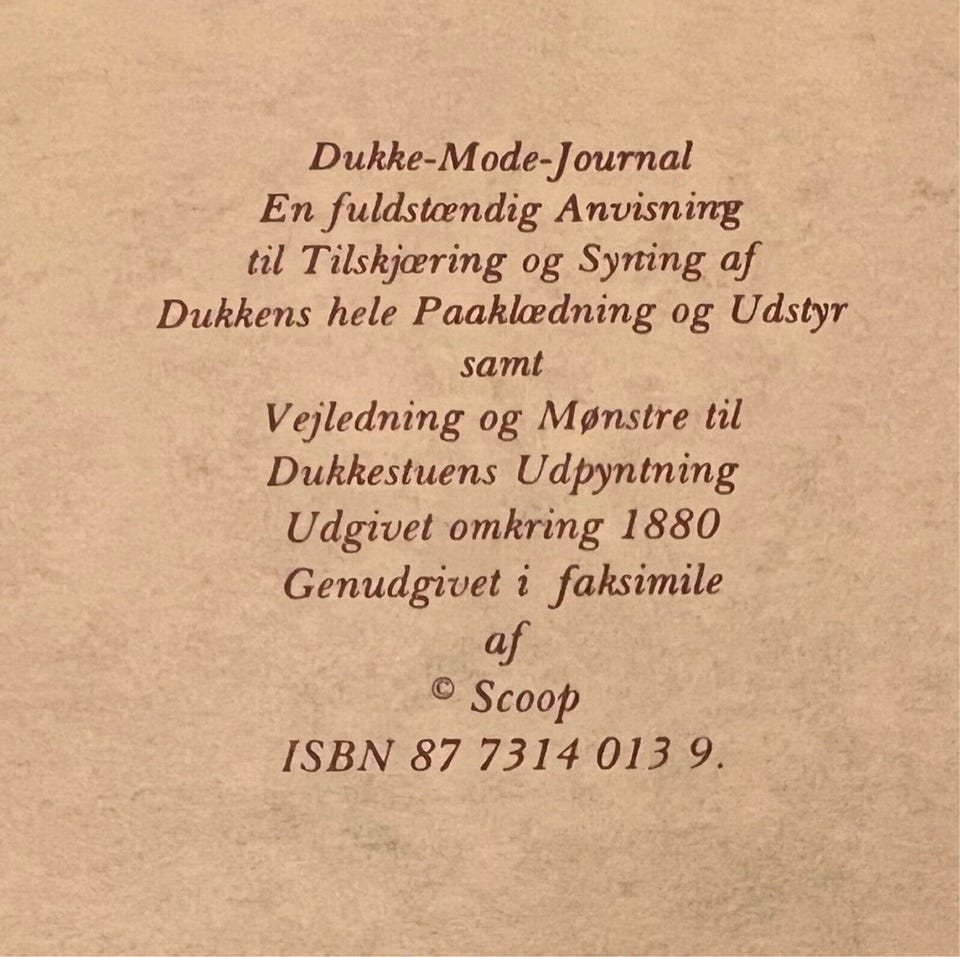 Dukke-Mode-Journal
En fuldstændig Anvisning
til Tilskjæring og Syning af
Dukkens hele Paaklædning og Udstyr
samt
Vejledning og Mønstre til
Dukkestuens Udpyntning
Udgivet omkring 1880
Genudgivet i faksimile
af
© Scoop
ISBN 87 7314 013 9.